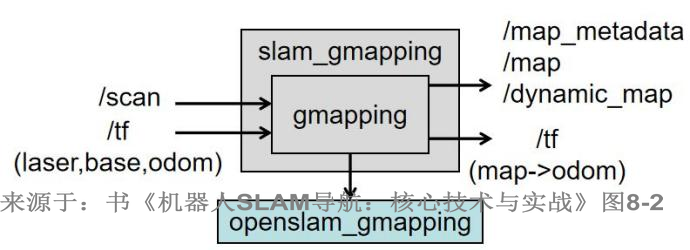 /map_metadata
slam_gmapping
/map
/scan
/dynamic_map
gmapping
/tf
/tf
(laser,base,odom)
(map->odom)
来源于：书《机器人SLAM导航：核心技术与实战》图8-2
openslam_gmapping